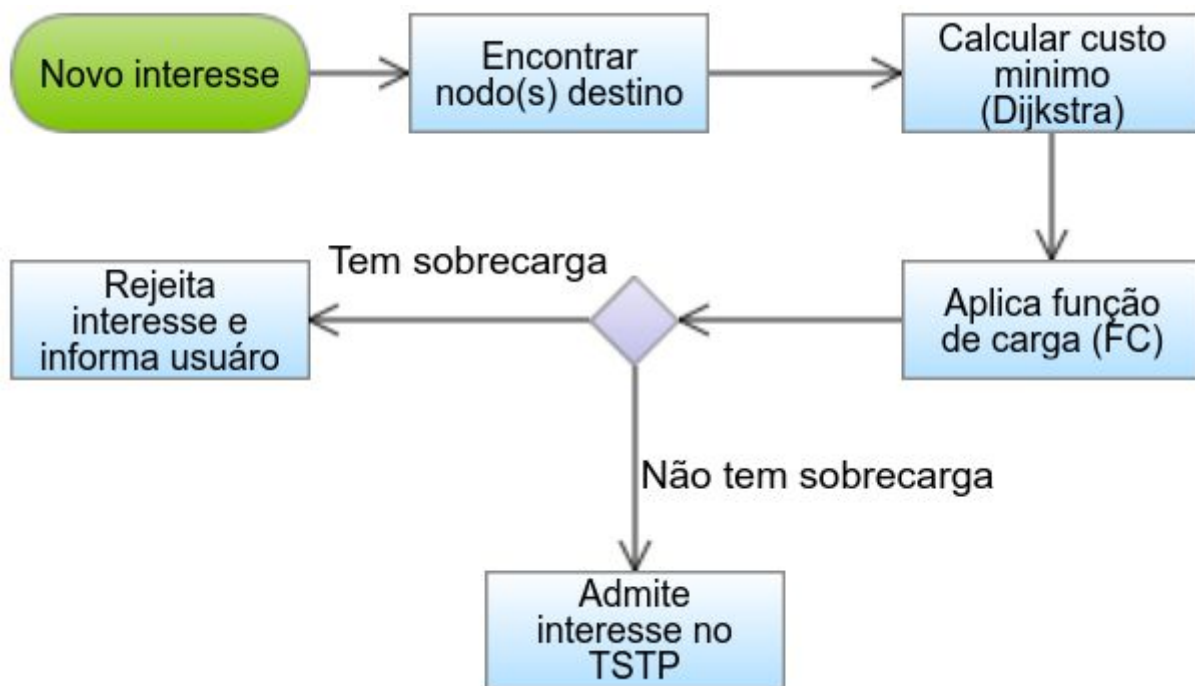 Novo interesse
Encontrar
nodo(s) destino
Calcular custo
minimo
(Dijkstra)
Aplica função
de carga (FC)
Tem sobrecarga
Rejeita
interesse e
informa usuáro
Não tem sobrecarga
Admite
interesse no
TSTP